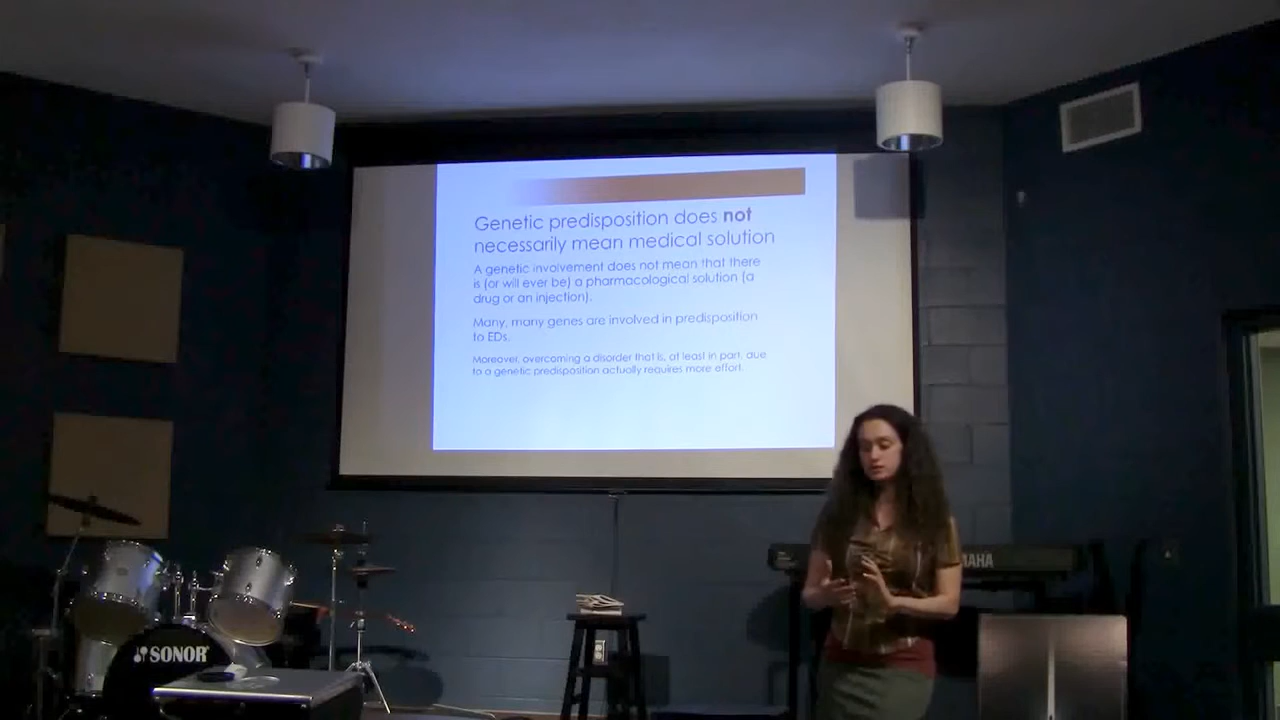 Genetic predisposition does not
necessarily mean medical solution
A genetic involvement does not mean that there
is (or will ever be) a pharmacological solution (a
drug or an injection).
Many, many genes are involved in predisposition
to EDs.
Moreover, overcoming a disorder that is, at least in part, due
to a genetic predisposition actually requires more effort.
MAHA
SONOR